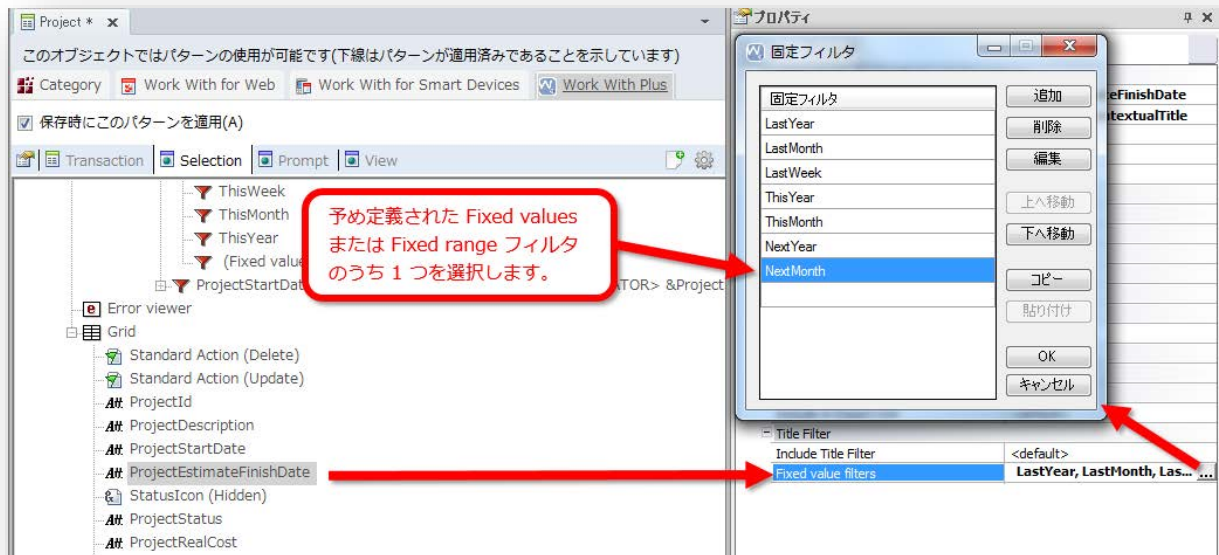 Project *
このオブジェクトではパターンの使用が可能です(下線はパターンが適用済みであることを示しています)
Category
Work With for Web
Work With for Smart Devices
Work With Plus
保存時にこのパターンを適用(A)
Transaction
Selection
Prompt
View
ThisWeek
ThisMonth
ThisYear
(Fixed value
ProjectStartDat
ATOR> &Project
Error viewer
Grid
Standard Action (Delete)
Standard Action (Update)
ProjectId
ProjectDescription
ProjectStartDate
ProjectEstimateFinishDate
StatusIcon (Hidden)
ProjectStatus
ProjectRealCost
予め定義された Fixed values
または Fixed range フィルタ
のうち 1 つを選択します。
プロパティ
固定フィルタ
固定フィルタ
LastYear
LastMonth
LastWeek
ThisYear
ThisMonth
NextYear
NextMonth
追加
削除
編集
上へ移動
下へ移動
コピー
貼り付け
OK
キャンセル
eFinishDate
textualTitle
Title Filter
Include Title Filter
<default>
Fixed value filters
LastYear, LastMonth, Las... ...